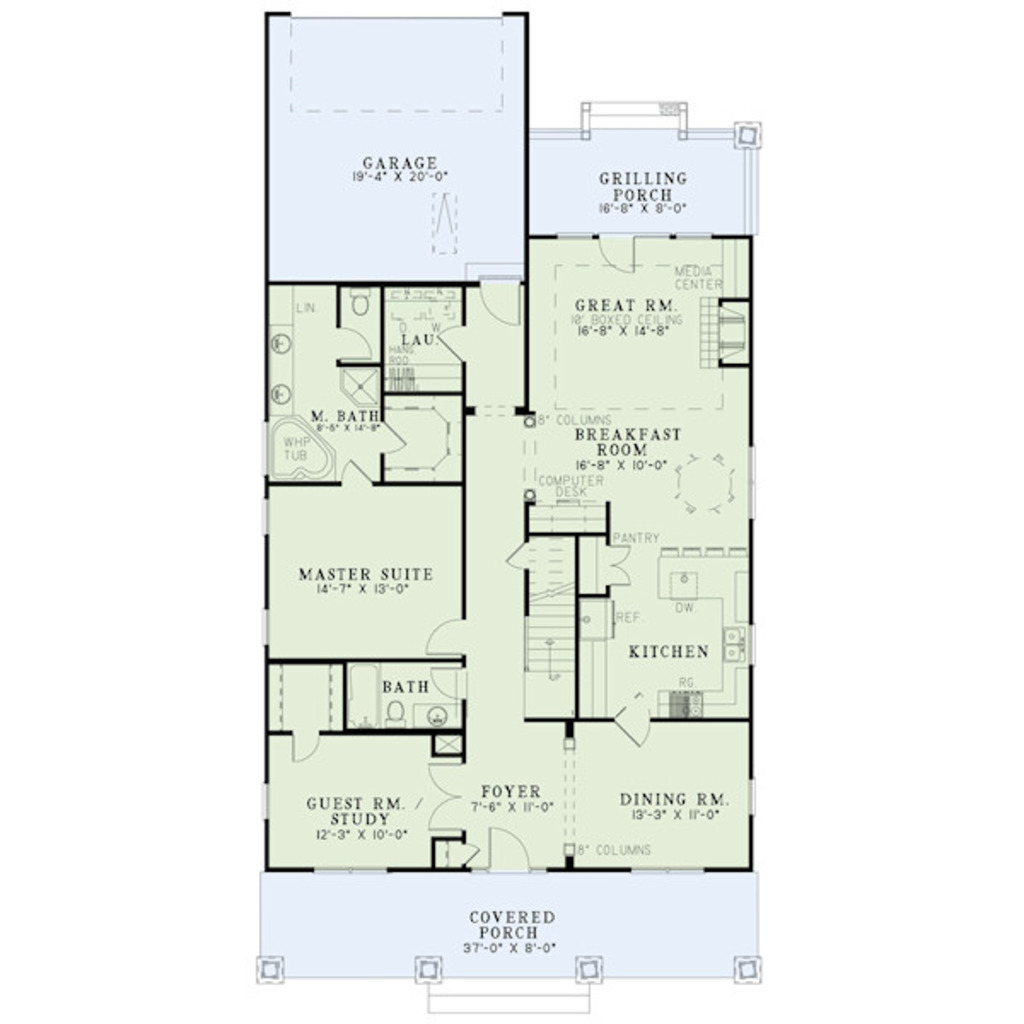 GARAGE
19'-4" X 20'-0"
GRILLING
PORCH
16'-8" X 8'-0"
MEDIA
CENTER
GREAT RM.
10' BOXED CEILING
16'-8" X 14'-8"
LIN.
D. W.
LAU.
HANG
ROD
M. BATH
8'-5" X 14'-8"
WHP
TUB
8" COLUMNS
BREAKFAST
ROOM
16'-8" X 10'-0"
COMPUTER
DESK
PANTRY
MASTER SUITE
14'-7" X 13'-0"
DW
REF.
KITCHEN
RG.
UP
BATH
FOYER
7'-6" X 11'-0"
GUEST RM. /
STUDY
12'-3" X 10'-0"
DINING RM.
13'-3" X 11'-0"
8" COLUMNS
COVERED
PORCH
37'-0" X 8'-0"